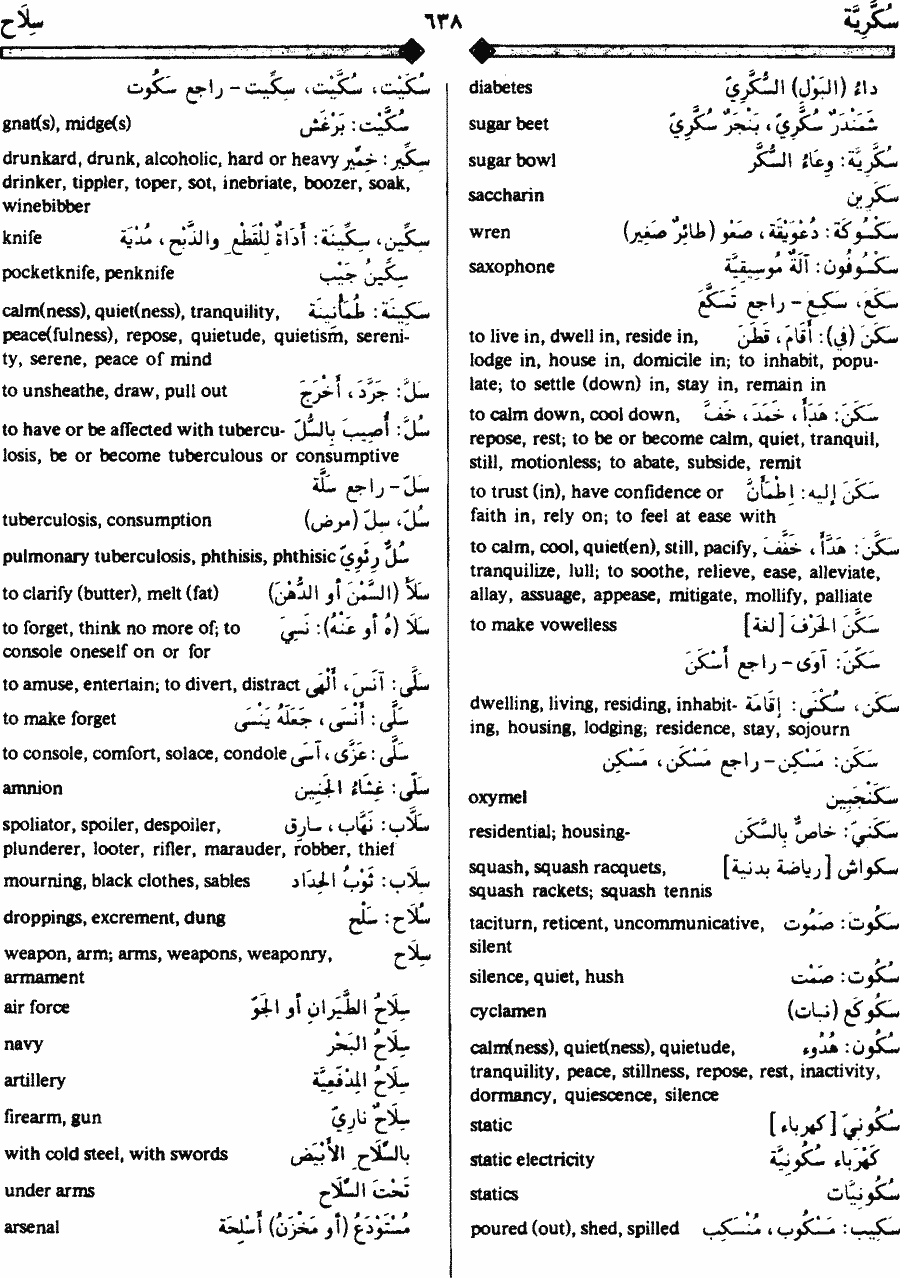 سُكَّرِيَّة ٦٣٨ سِلَاح
داءُ (البَوْل) السُّكَّرِيّ diabetes
شَمَنْدَرٌ سُكَّرِيّ، بَنْجَرٌ سُكَّرِيّ sugar beet
سُكَّرِيَّة: وِعَاءُ السُّكَّر sugar bowl
سَكَّرِين saccharin
سَكْسُوكَة: دُعَوَيْقَة، صَعْو (طائِرٌ صَغِير) wren
سَكْسُوفُون: آلَةٌ مُوسِيقِيَّة saxophone
سَكَعَ، سَكِعَ - راجع تَسَكَّعَ
سَكَنَ (في): أَقَامَ، قَطَنَ to live in, dwell in, reside in,
lodge in, house in, domicile in; to inhabit, popu-
late; to settle (down) in, stay in, remain in
سَكَنَ: هَدَأَ، خَمَدَ، خَفَّ to calm down, cool down,
repose, rest; to be or become calm, quiet, tranquil,
still, motionless; to abate, subside, remit
سَكَنَ إليه: إطْمَأَنَّ to trust (in), have confidence or
faith in, rely on; to feel at ease with
سَكَّنَ: هَدَّأَ، خَفَّفَ to calm, cool, quiet(en), still, pacify,
tranquilize, lull; to soothe, relieve, ease, alleviate,
allay, assuage, appease, mitigate, mollify, palliate
سَكَّنَ الحَرْفَ [لغة] to make vowelless
سَكَّنَ: آوَى - راجع أَسْكَنَ
سَكَن، سُكْنَى: إقَامَة dwelling, living, residing, inhabit-
ing, housing, lodging; residence, stay, sojourn
سَكَن: مَسْكِن - راجع مَسْكَن، مَسْكِن
سَكَنْجَبِين oxymel
سَكَنِيّ: خاصٌّ بِالسَّكَن residential; housing-
سكواش [رياضة بدنية] squash, squash racquets,
squash rackets; squash tennis
سَكُوت: صَمُوت taciturn, reticent, uncommunicative,
silent
سُكُوت: صَمْت silence, quiet, hush
سُكُوكَع (نبات) cyclamen
سُكُون: هُدُوء calm(ness), quiet(ness), quietude,
tranquility, peace, stillness, repose, rest, inactivity,
dormancy, quiescence, silence
سُكُونيّ [كهرباء] static
كَهْرَباء سُكُونِيَّة static electricity
سُكُونِيَّات statics
سَكِيب: مَسْكُوب، مُنْسَكِب poured (out), shed, spilled
سُكَيْت، سُكَّيْت، سِكِّيت - راجع سَكُوت
سُكَّيْت: بَرْغَش gnat(s), midge(s)
سِكِّير: خِمِّير drunkard, drunk, alcoholic, hard or heavy
drinker, tippler, toper, sot, inebriate, boozer, soak,
winebibber
سِكِّين، سِكِّينَة: أَدَاةٌ لِلْقَطْعِ والذَّبْح، مُدْيَة knife
سِكِّينُ جَيْب pocketknife, penknife
سَكِينَة: طُمَأْنِينَة calm(ness), quiet(ness), tranquility,
peace(fulness), repose, quietude, quietism, sereni-
ty, serene, peace of mind
سَلَّ: جَرَّدَ، أَخْرَجَ to unsheathe, draw, pull out
سُلَّ: أُصِيبَ بِالسُّلّ to have or be affected with tubercu-
losis, be or become tuberculous or consumptive
سَلّ - راجع سَلَّة
سُلّ، سِلّ (مرض) tuberculosis, consumption
سُلٌّ رِئَوِيّ pulmonary tuberculosis, phthisis, phthisic
سَلَأَ (السَّمْنَ أو الدُّهْنَ) to clarify (butter), melt (fat)
سَلَا (هُ أو عَنْهُ): نَسِيَ to forget, think no more of; to
console oneself on or for
سَلَّى: آنَسَ، أَلْهَى to amuse, entertain; to divert, distract
سَلَّى: أَنْسَى، جَعَلَهُ يَنْسَى to make forget
سَلَّى: عَزَّى، آسَى to console, comfort, solace, condole
سَلًى: غِشَاءُ الجَنِين amnion
سَلَّاب: نَهَّاب، سارِق spoliator, spoiler, despoiler,
plunderer, looter, rifler, marauder, robber, thief
سِلَاب: ثَوْبُ الحِدَاد mourning, black clothes, sables
سُلَاح: سَلْح droppings, excrement, dung
سِلَاح weapon, arm; arms, weapons, weaponry,
armament
سِلَاحُ الطَّيَرانِ أو الجَوّ air force
سِلَاحُ البَحْر navy
سِلَاحُ المِدْفَعِيَّة artillery
سِلَاحٌ نارِيّ firearm, gun
بالسِّلَاحِ الأَبْيَض with cold steel, with swords
تَحْتَ السِّلَاح under arms
مُسْتَوْدَعُ (أو مَخْزَنُ) أَسْلِحَة arsenal